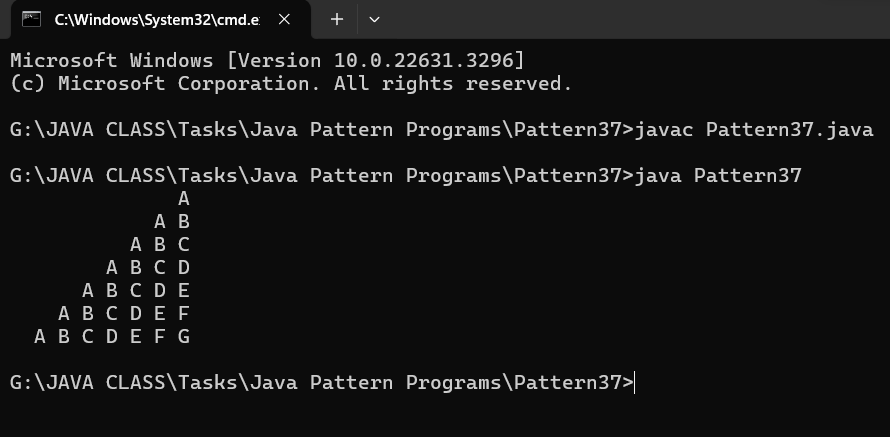 C:\Windows\System32\cmd.e
Microsoft Windows [Version 10.0.22631.3296]
(c) Microsoft Corporation. All rights reserved.
G:\JAVA CLASS\Tasks\Java Pattern Programs\Pattern37>javac Pattern37.java
G:\JAVA CLASS\Tasks\Java Pattern Programs\Pattern37>java Pattern37
              A
            A B
          A B C
        A B C D
      A B C D E
    A B C D E F
  A B C D E F G
G:\JAVA CLASS\Tasks\Java Pattern Programs\Pattern37>